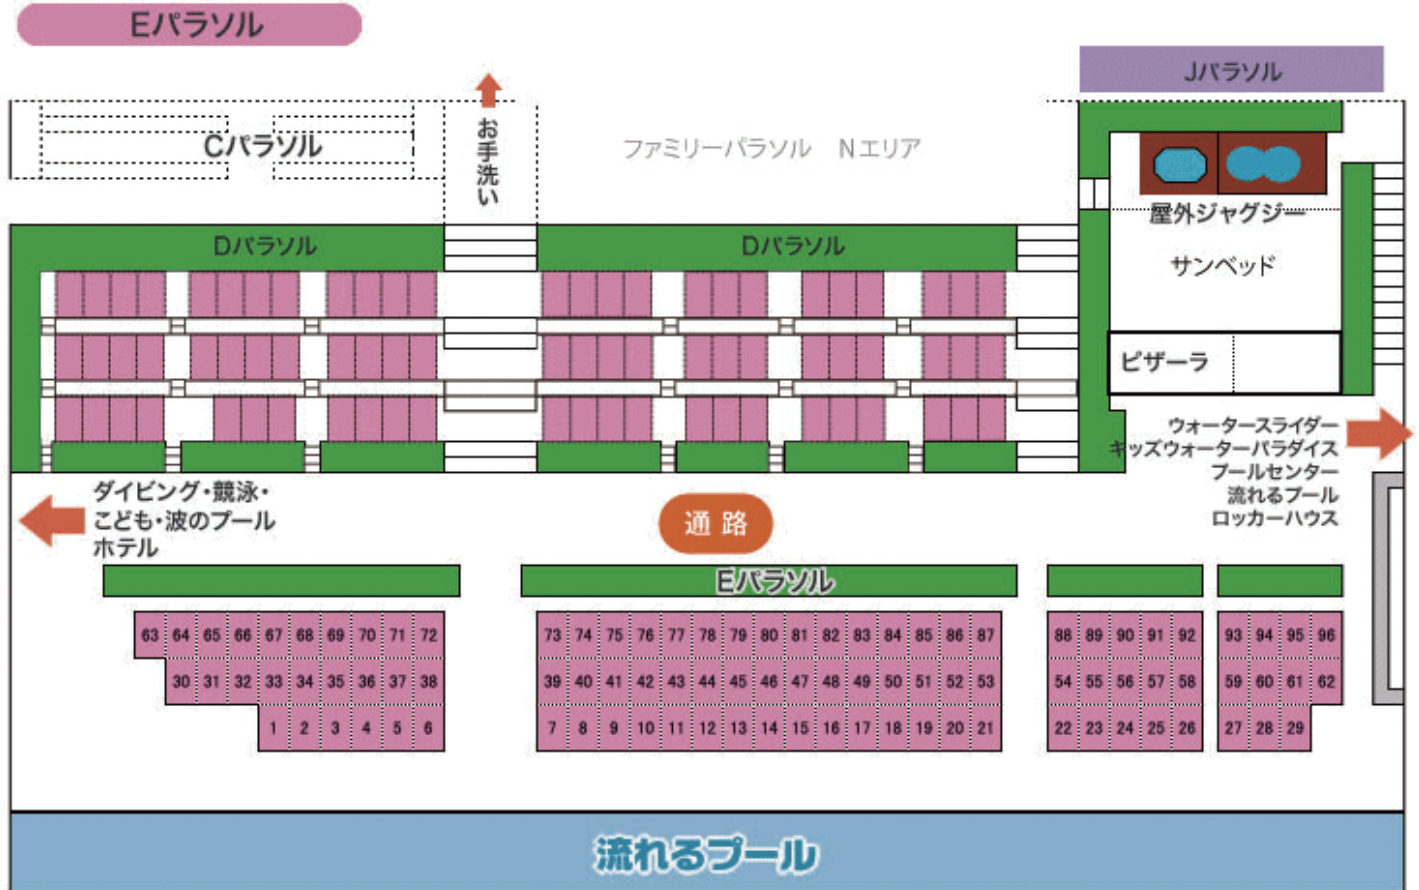 Eパラソル
Jパラソル
Cパラソル
お手洗い
ファミリーパラソル Nエリア
屋外ジャグジー
サンベッド
Dパラソル
Dパラソル
ピザーラ
ウォータースライダー
キッズウォーターパラダイス
プールセンター
流れるプール
ロッカーハウス
ダイビング・競泳・
こども・波のプール
ホテル
通路
Eパラソル
63 64 65 66 67 68 69 70 71 72 73 74 75 76 77 78 79 80 81 82 83 84 85 86 87 88 89 90 91 92 93 94 95 96
30 31 32 33 34 35 36 37 38 39 40 41 42 43 44 45 46 47 48 49 50 51 52 53 54 55 56 57 58 59 60 61 62
1 2 3 4 5 6 7 8 9 10 11 12 13 14 15 16 17 18 19 20 21 22 23 24 25 26 27 28 29
流れるプール